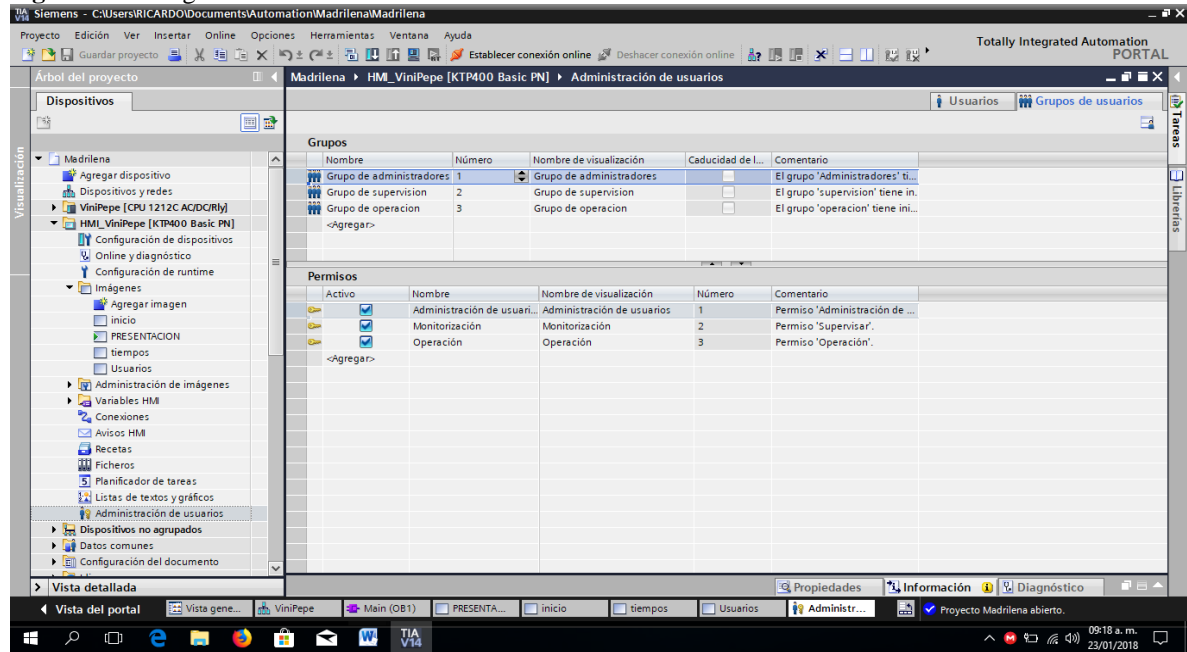 TIA V14 Siemens - C:\Users\RICARDO\Documents\Automation\Madrilena\Madrilena
Proyecto Edición Ver Insertar Online Opciones Herramientas Ventana Ayuda
Totally Integrated Automation
PORTAL
Guardar proyecto
Establecer conexión online
Deshacer conexión online
Árbol del proyecto
Madrilena HMI_ViniPepe [KTP400 Basic PN] Administración de usuarios
Dispositivos
Usuarios
Grupos de usuarios
Visualización
Tareas
Librerías
Madrilena
Agregar dispositivo
Dispositivos y redes
ViniPepe [CPU 1212C AC/DC/Rly]
HMI_ViniPepe [KTP400 Basic PN]
Configuración de dispositivos
Online y diagnóstico
Configuración de runtime
Imágenes
Agregar imagen
inicio
PRESENTACION
tiempos
Usuarios
Administración de imágenes
Variables HMI
Conexiones
Avisos HMI
Recetas
Ficheros
Planificador de tareas
Listas de textos y gráficos
Administración de usuarios
Dispositivos no agrupados
Datos comunes
Configuración del documento
Vista detallada
Grupos
Nombre Número Nombre de visualización Caducidad de l... Comentario
Grupo de administradores 1 Grupo de administradores El grupo 'Administradores' ti...
Grupo de supervision 2 Grupo de supervision El grupo 'supervision' tiene in.
Grupo de operacion 3 Grupo de operacion El grupo 'operacion' tiene ini...
<Agregar>
Permisos
Activo Nombre Nombre de visualización Número Comentario
Administración de usuari... Administración de usuarios 1 Permiso 'Administración de ...
Monitorización Monitorización 2 Permiso 'Supervisar'.
Operación Operación 3 Permiso 'Operación'.
<Agregar>
Propiedades Información Diagnóstico
Vista del portal Vista gene... ViniPepe Main (OB1) PRESENTA... inicio tiempos Usuarios Administr... Proyecto Madrilena abierto.
TIA V14
09:18 a. m.
23/01/2018